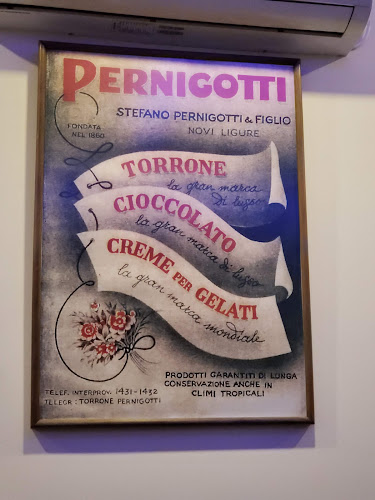 PERNIGOTTI
STEFANO PERNIGOTTI & FIGLIO
NOVI LIGURE
FONDATA
NEL 1860
TORRONE
la gran marca
di lusso
CIOCCOLATO
la gran marca di lusso
CREME PER GELATI
la gran marca mondiale
PRODOTTI GARANTITI DI LUNGA
CONSERVAZIONE ANCHE IN
CLIMI TROPICALI
TELEF. INTERPROV. 1431-1432
TELEGR: TORRONE PERNIGOTTI